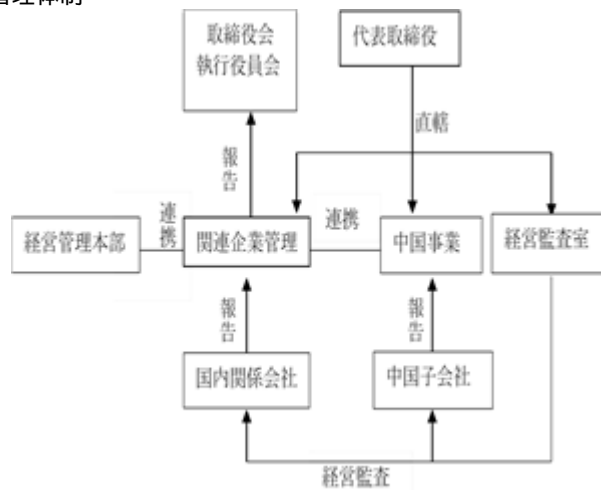 管理体制
取締役会
執行役員会
代表取締役
直轄
報告
連携
連携
経営管理本部
関連企業管理
中国事業
経営監査室
報告
報告
国内関係会社
中国子会社
経営監査